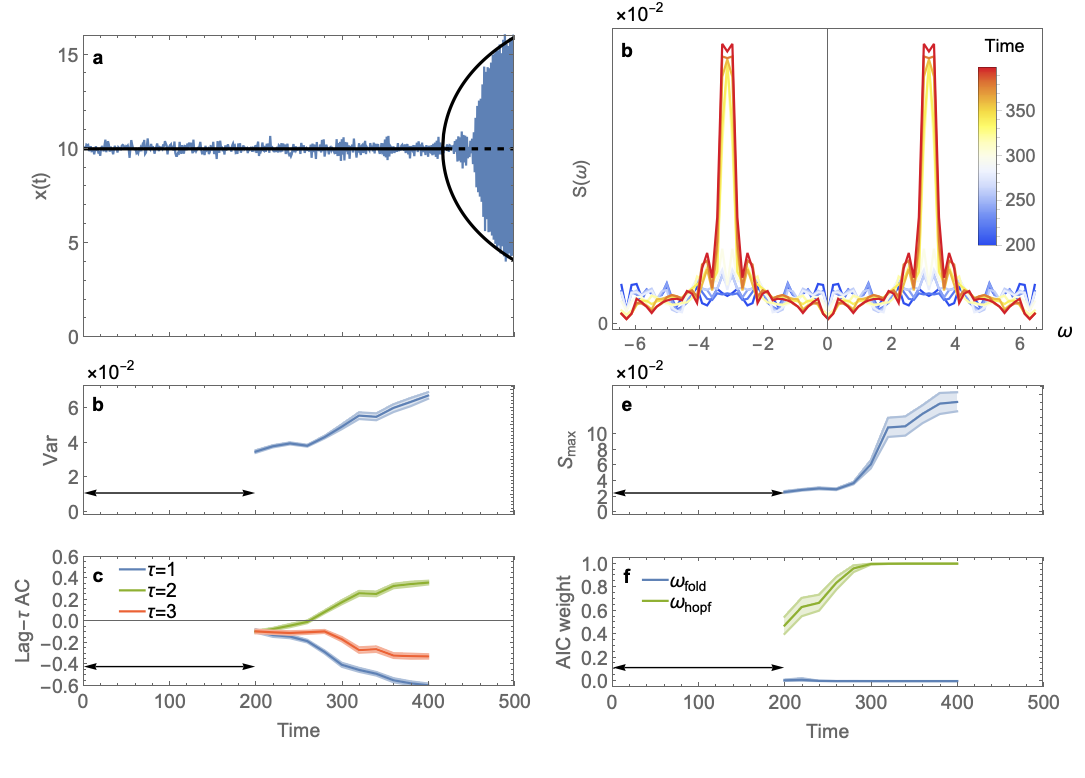 a
x(t)
15
10
5
0
×10⁻²
b
S(ω)
0
−6 −4 −2 0 2 4 6
ω
Time
350
300
250
200
×10⁻²
b
Var
6
4
2
0
×10⁻²
e
Smax
10
8
6
4
2
0
c
τ=1
τ=2
τ=3
Lag−τ AC
0.6
0.4
0.2
0.0
−0.2
−0.4
−0.6
0 100 200 300 400 500
Time
f
ωfold
ωhopf
AIC weight
1.0
0.8
0.6
0.4
0.2
0.0
0 100 200 300 400 500
Time